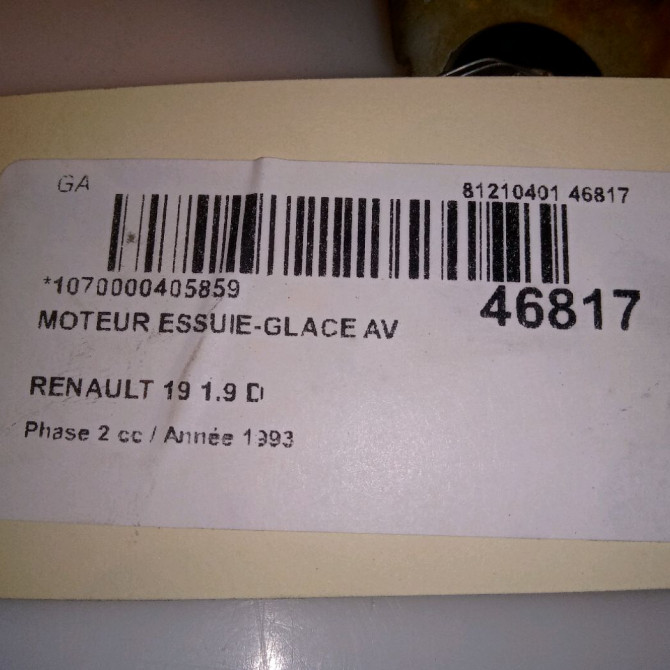 GA
81210401 46817
*1070000405859
46817
MOTEUR ESSUIE-GLACE AV
RENAULT 19 1.9 D
Phase 2 cc / Année 1993